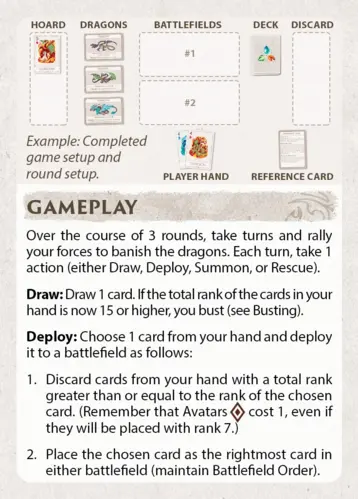 HOARD DRAGONS BATTLEFIELDS DECK DISCARD
#1
#2
Example: Completed
game setup and
round setup.
PLAYER HAND REFERENCE CARD
GAMEPLAY
Over the course of 3 rounds, take turns and rally
your forces to banish the dragons. Each turn, take 1
action (either Draw, Deploy, Summon, or Rescue).
Draw: Draw 1 card. If the total rank of the cards in your
hand is now 15 or higher, you bust (see Busting).
Deploy: Choose 1 card from your hand and deploy
it to a battlefield as follows:
1. Discard cards from your hand with a total rank
greater than or equal to the rank of the chosen
card. (Remember that Avatars cost 1, even if
they will be placed with rank 7.)
2. Place the chosen card as the rightmost card in
either battlefield (maintain Battlefield Order).